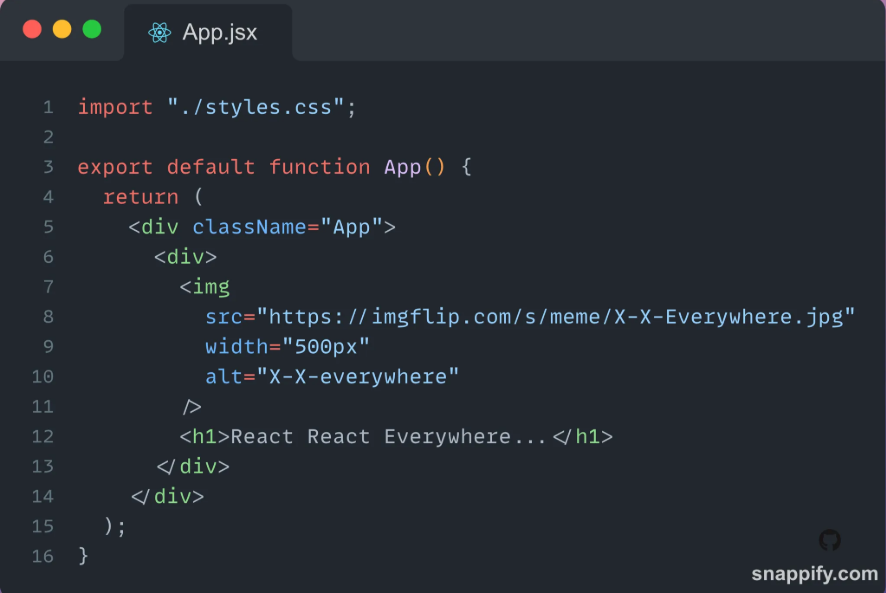 App.jsx
1 import "./styles.css";
2
3 export default function App() {
4   return (
5     <div className="App">
6       <div>
7         <img
8           src="https://imgflip.com/s/meme/X-X-Everywhere.jpg"
9           width="500px"
10           alt="X-X-everywhere"
11         />
12         <h1>React React Everywhere...</h1>
13       </div>
14     </div>
15   );
16 }
snappify.com